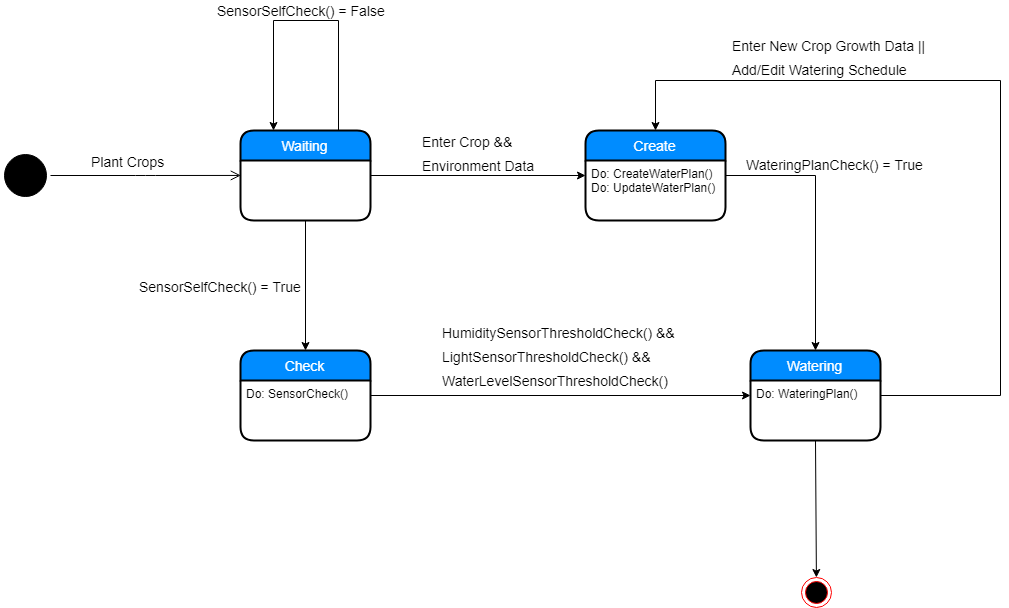 SensorSelfCheck() = False
Enter New Crop Growth Data ||
Add/Edit Watering Schedule
Waiting
Enter Crop &&
Environment Data
Create
Do: CreateWaterPlan()
Do: UpdateWaterPlan()
WateringPlanCheck() = True
Plant Crops
SensorSelfCheck() = True
HumiditySensorThresholdCheck() &&
LightSensorThresholdCheck() &&
WaterLevelSensorThresholdCheck()
Check
Do: SensorCheck()
Watering
Do: WateringPlan()